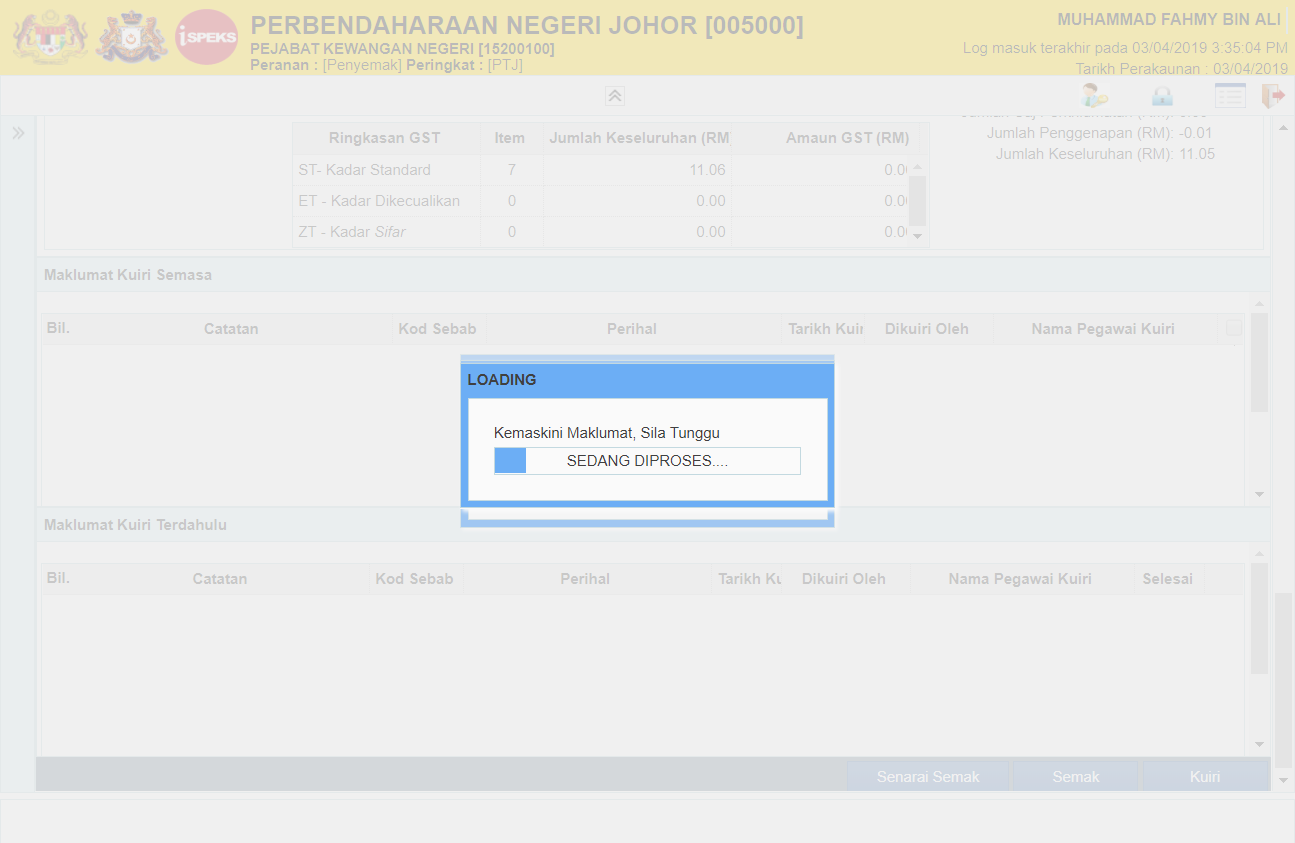 iSPEKS
PERBENDAHARAAN NEGERI JOHOR [005000]
PEJABAT KEWANGAN NEGERI [15200100]
Peranan : [Penyemak] Peringkat : [PTJ]
MUHAMMAD FAHMY BIN ALI
Log masuk terakhir pada 03/04/2019 3:35:04 PM
Tarikh Perakaunan : 03/04/2019
Jumlah Penggenapan (RM): -0.01
Jumlah Keseluruhan (RM): 11.05
Ringkasan GST Item Jumlah Keseluruhan (RM Amaun GST (RM)
ST- Kadar Standard 7 11.06 0.0
ET - Kadar Dikecualikan 0 0.00 0.0
ZT - Kadar Sifar 0 0.00 0.0
Maklumat Kuiri Semasa
Bil. Catatan Kod Sebab Perihal Tarikh Kuir Dikuiri Oleh Nama Pegawai Kuiri
LOADING
Kemaskini Maklumat, Sila Tunggu
SEDANG DIPROSES....
Maklumat Kuiri Terdahulu
Bil. Catatan Kod Sebab Perihal Tarikh Ku Dikuiri Oleh Nama Pegawai Kuiri Selesai
Senarai Semak Semak Kuiri